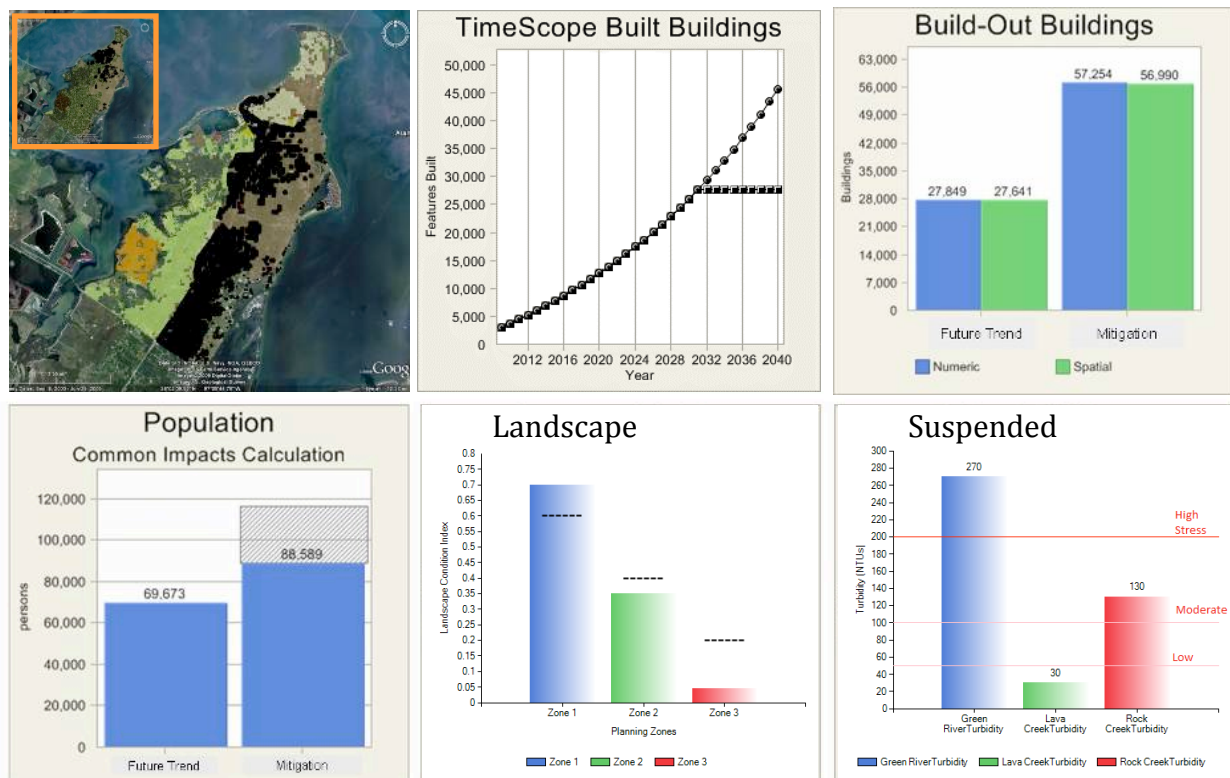 Google
TimeScope Built Buildings
50,000
45,000
40,000
35,000
30,000
25,000
20,000
15,000
10,000
5,000
0
Features Built
2012 2016 2020 2024 2028 2032 2036 2040
Year
Build-Out Buildings
63,000
56,000
49,000
42,000
35,000
28,000
21,000
14,000
7,000
0
Buildings
27,849 27,641 57,254 56,990
Future Trend Mitigation
Numeric Spatial
Population
Common Impacts Calculation
120,000
100,000
80,000
60,000
40,000
20,000
0
persons
69,673 88,589
Future Trend Mitigation
Landscape
0.8
0.75
0.7
0.65
0.6
0.55
0.5
0.45
0.4
0.35
0.3
0.25
0.2
0.15
0.1
0.05
0
Landscape Condition Index
Zone 1 Zone 2 Zone 3
Planning Zones
Zone 1 Zone 2 Zone 3
Suspended
300
280
260
240
220
200
180
160
140
120
100
80
60
40
20
0
Turbidity (NTUs)
270
30
130
High
Stress
Moderate
Low
Green
RiverTurbidity
Lava
CreekTurbidity
Rock
CreekTurbidity
Green RiverTurbidity Lava CreekTurbidity Rock CreekTurbidity